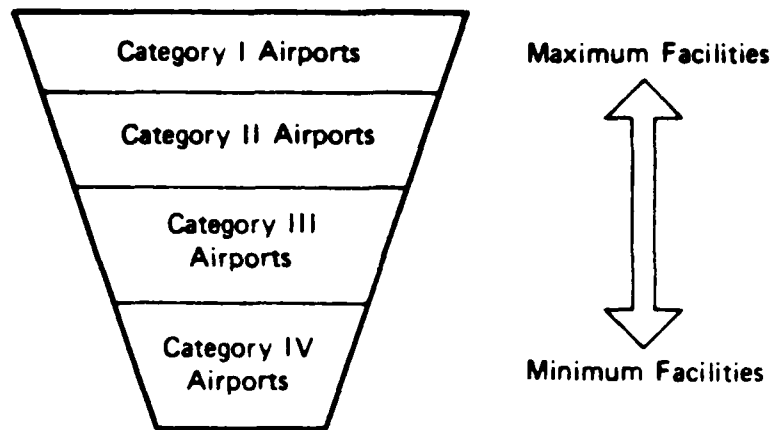 Category I Airports
Maximum Facilities
Category II Airports
Category III
Airports
Category IV
Airports
Minimum Facilities